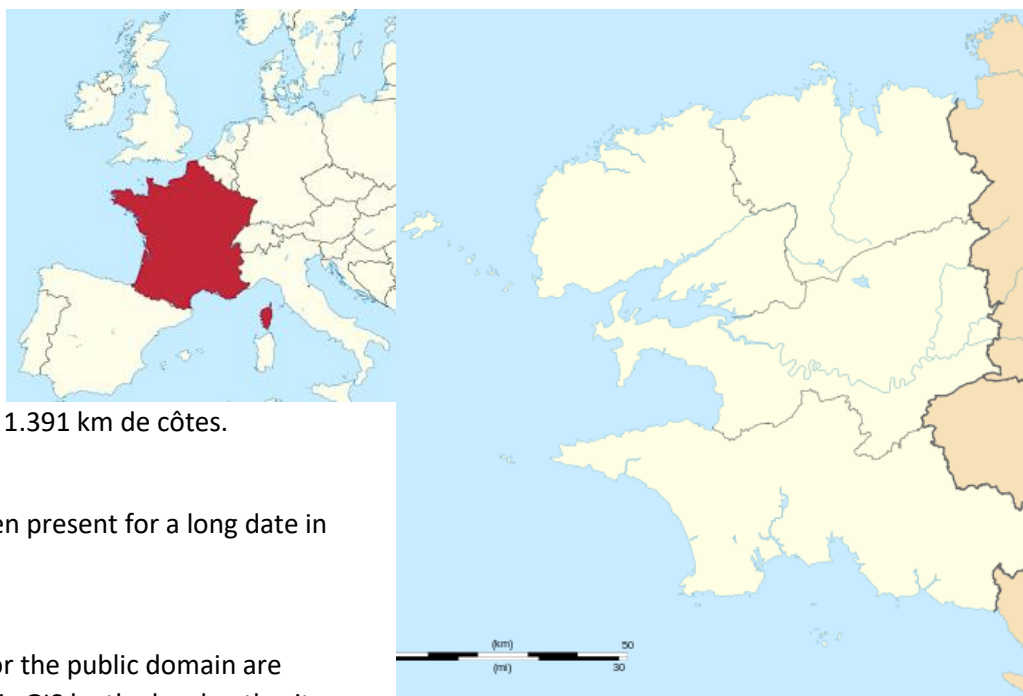 1.391 km de côtes.
en present for a long date in
(km) 50
(mi) 30
or the public domain are